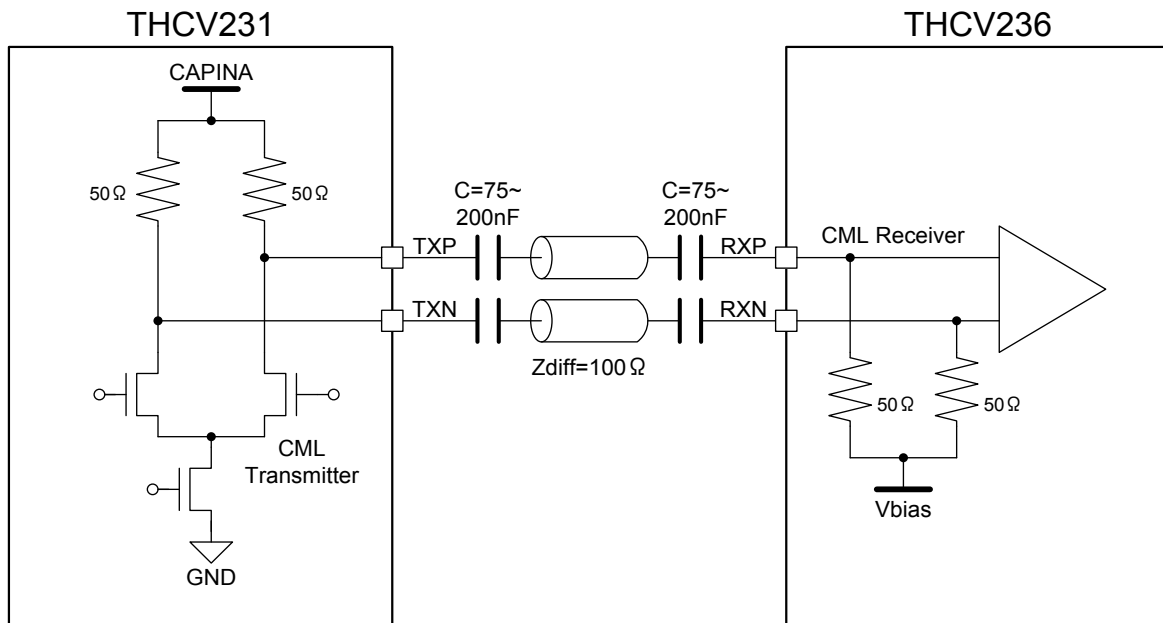 THCV231
THCV236
CAPINA
50Ω
50Ω
C=75~
200nF
C=75~
200nF
TXP
RXP
CML Receiver
TXN
RXN
Zdiff=100Ω
50Ω
50Ω
CML
Transmitter
Vbias
GND